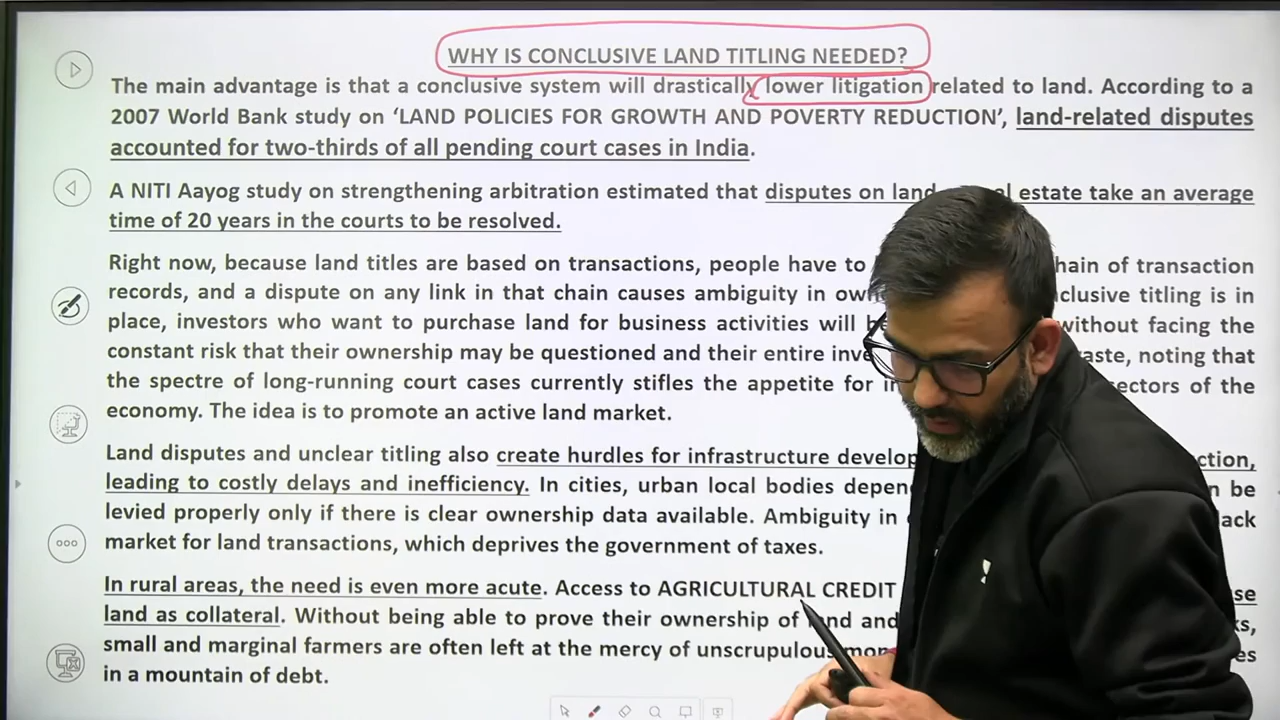 WHY IS CONCLUSIVE LAND TITLING NEEDED?
The main advantage is that a conclusive system will drastically lower litigation related to land. According to a
2007 World Bank study on ‘LAND POLICIES FOR GROWTH AND POVERTY REDUCTION’, land-related disputes
accounted for two-thirds of all pending court cases in India.
A NITI Aayog study on strengthening arbitration estimated that disputes on land estate take an average
time of 20 years in the courts to be resolved.
Right now, because land titles are based on transactions, people have to of transaction
records, and a dispute on any link in that chain causes ambiguity in titling is in
place, investors who want to purchase land for business activities will without facing the
constant risk that their ownership may be questioned and their entire noting that
the spectre of long-running court cases currently stifles the appetite for sectors of the
economy. The idea is to promote an active land market.
Land disputes and unclear titling also create hurdles for infrastructure
leading to costly delays and inefficiency. In cities, urban local bodies be
levied properly only if there is clear ownership data available. Ambiguity in
market for land transactions, which deprives the government of taxes.
In rural areas, the need is even more acute. Access to AGRICULTURAL CREDIT
land as collateral. Without being able to prove their ownership of land and
small and marginal farmers are often left at the mercy of unscrupulous
in a mountain of debt.